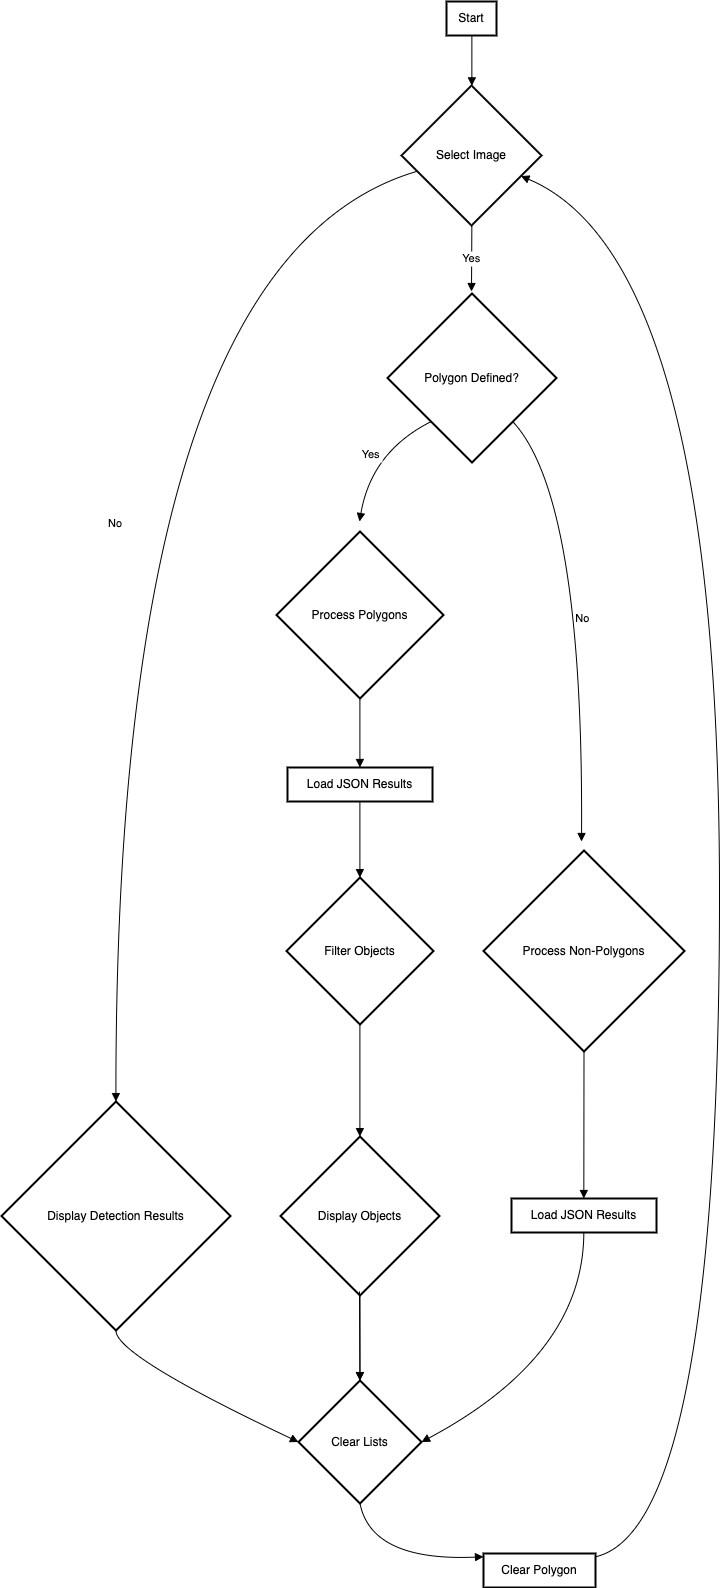 Start
Select Image
Yes
Polygon Defined?
Yes
No
Process Polygons
No
Load JSON Results
Filter Objects
Process Non-Polygons
Display Detection Results
Display Objects
Load JSON Results
Clear Lists
Clear Polygon